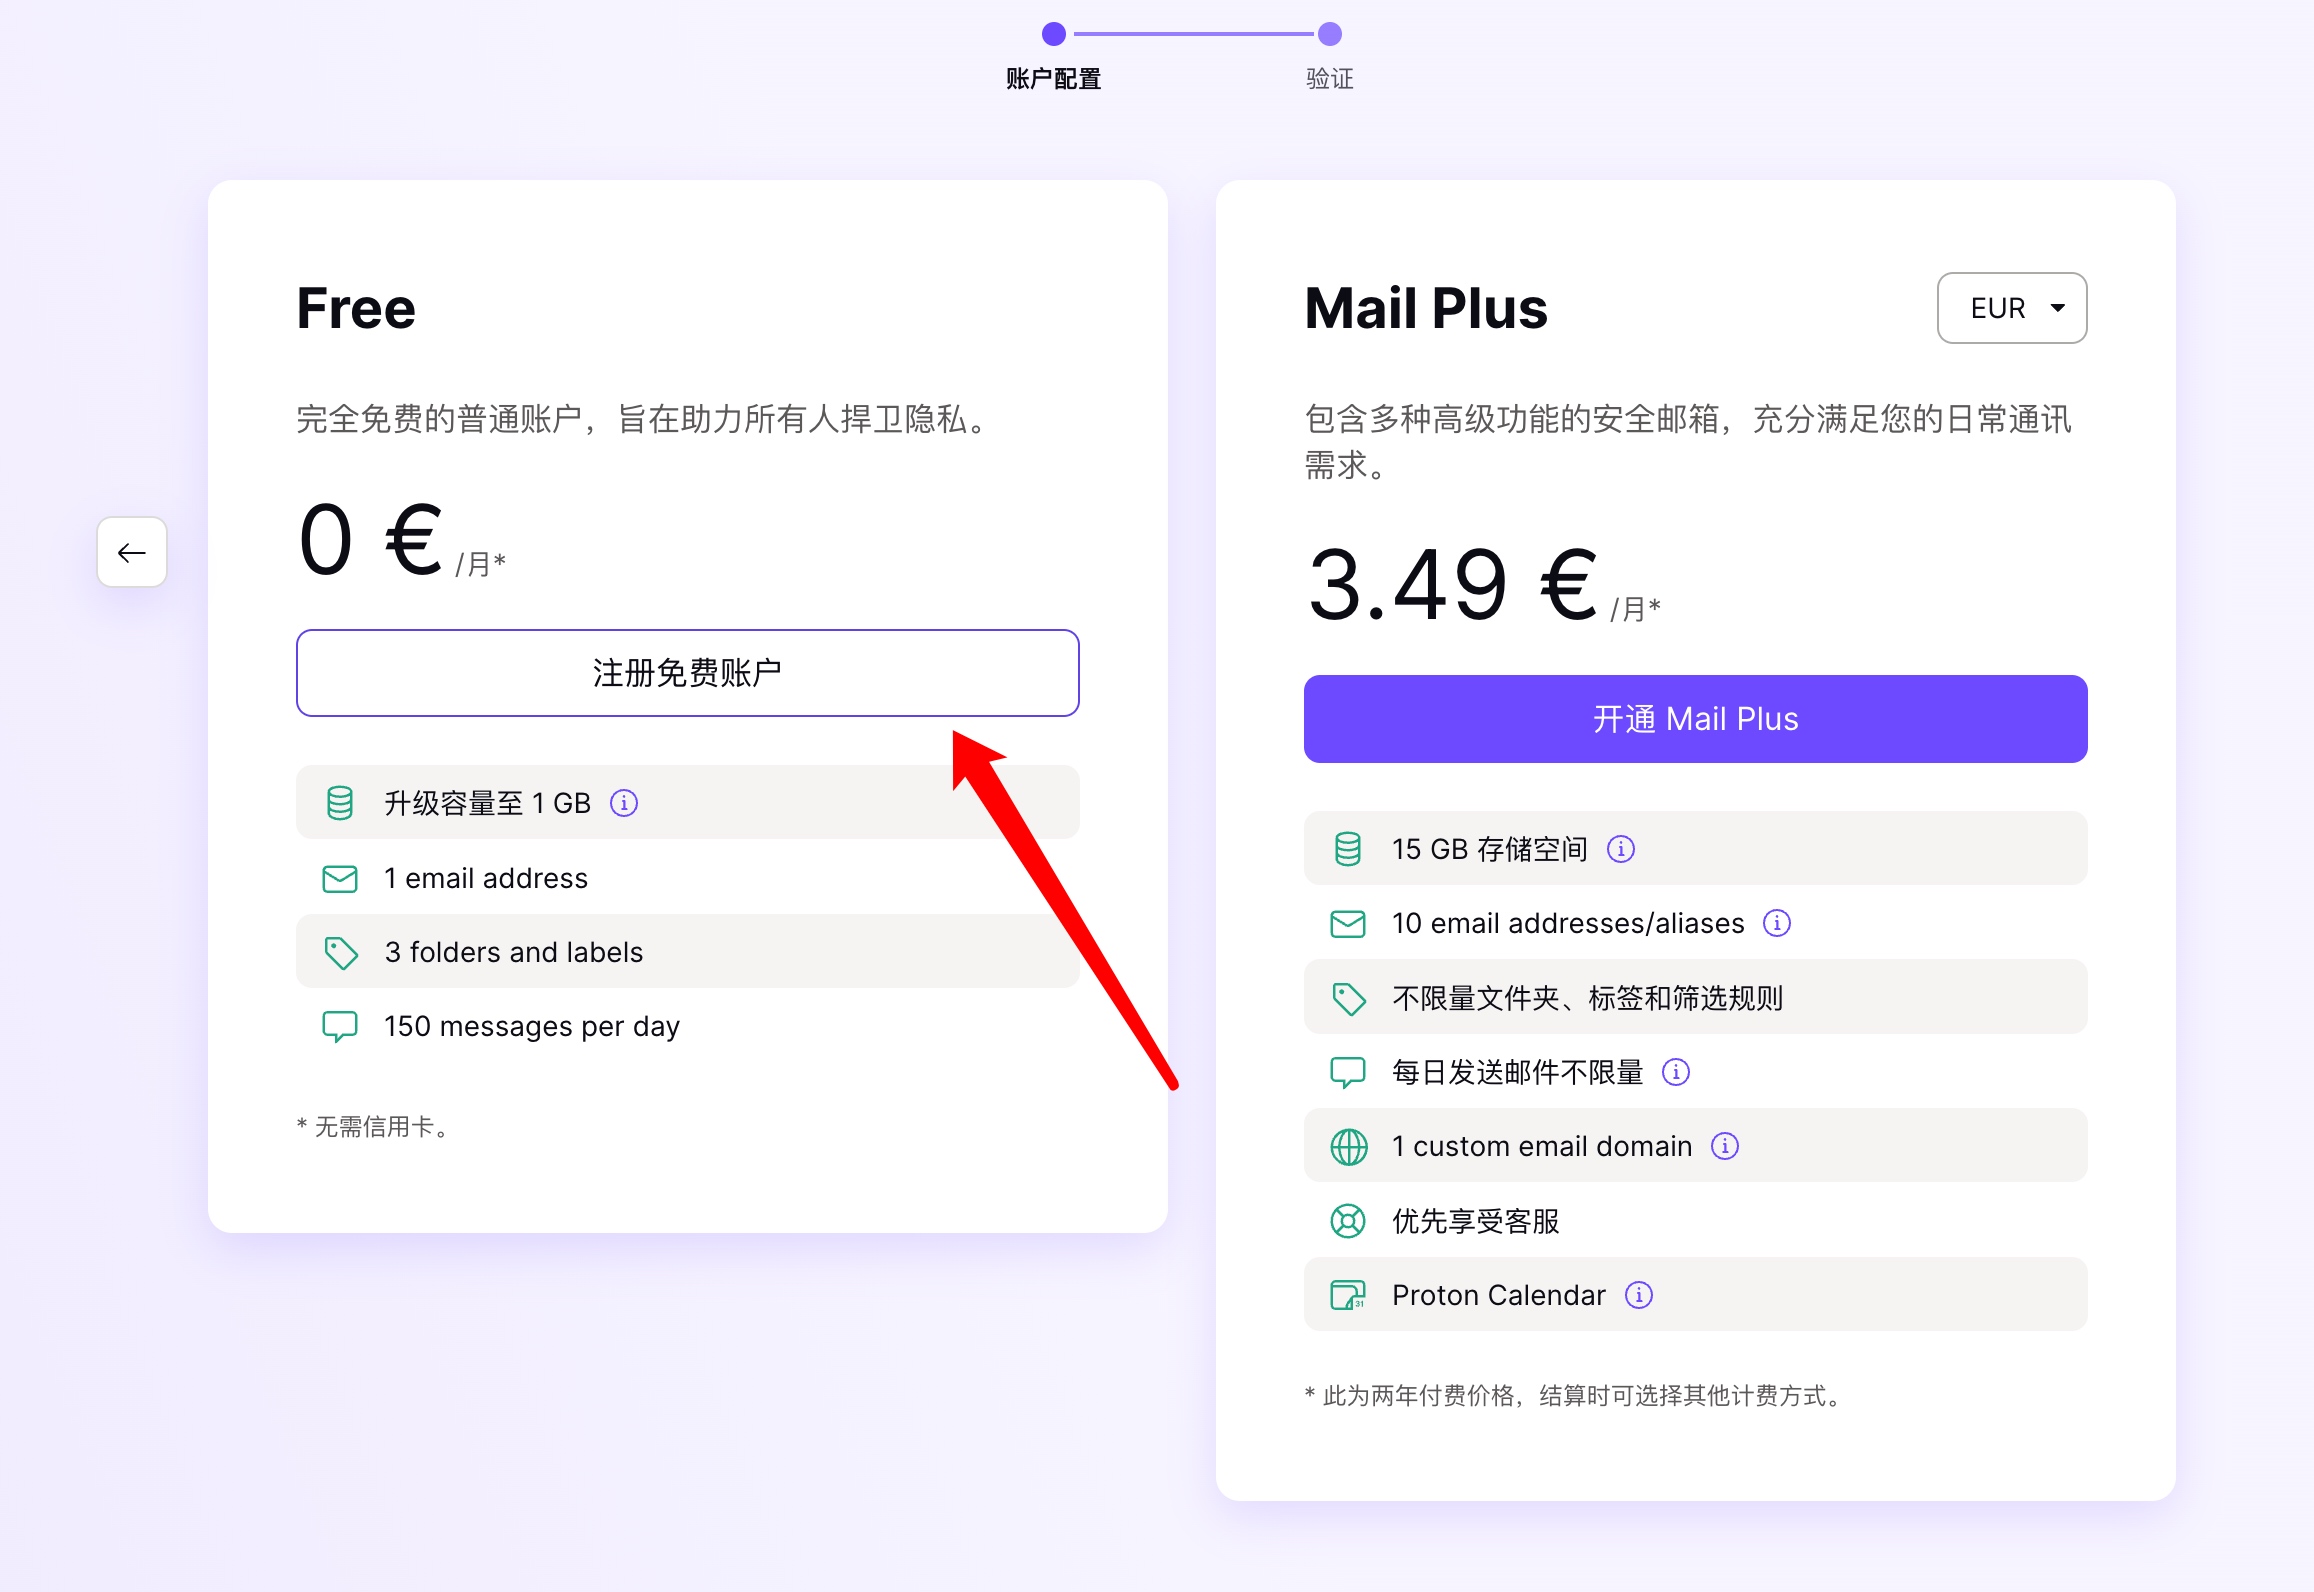 账户配置
验证
Free
完全免费的普通账户，旨在助力所有人捍卫隐私。
0 € /月*
注册免费账户
升级容量至 1 GB
1 email address
3 folders and labels
150 messages per day
* 无需信用卡。
Mail Plus
EUR
包含多种高级功能的安全邮箱，充分满足您的日常通讯
需求。
3.49 € /月*
开通 Mail Plus
15 GB 存储空间
10 email addresses/aliases
不限量文件夹、标签和筛选规则
每日发送邮件不限量
1 custom email domain
优先享受客服
Proton Calendar
* 此为两年付费价格，结算时可选择其他计费方式。